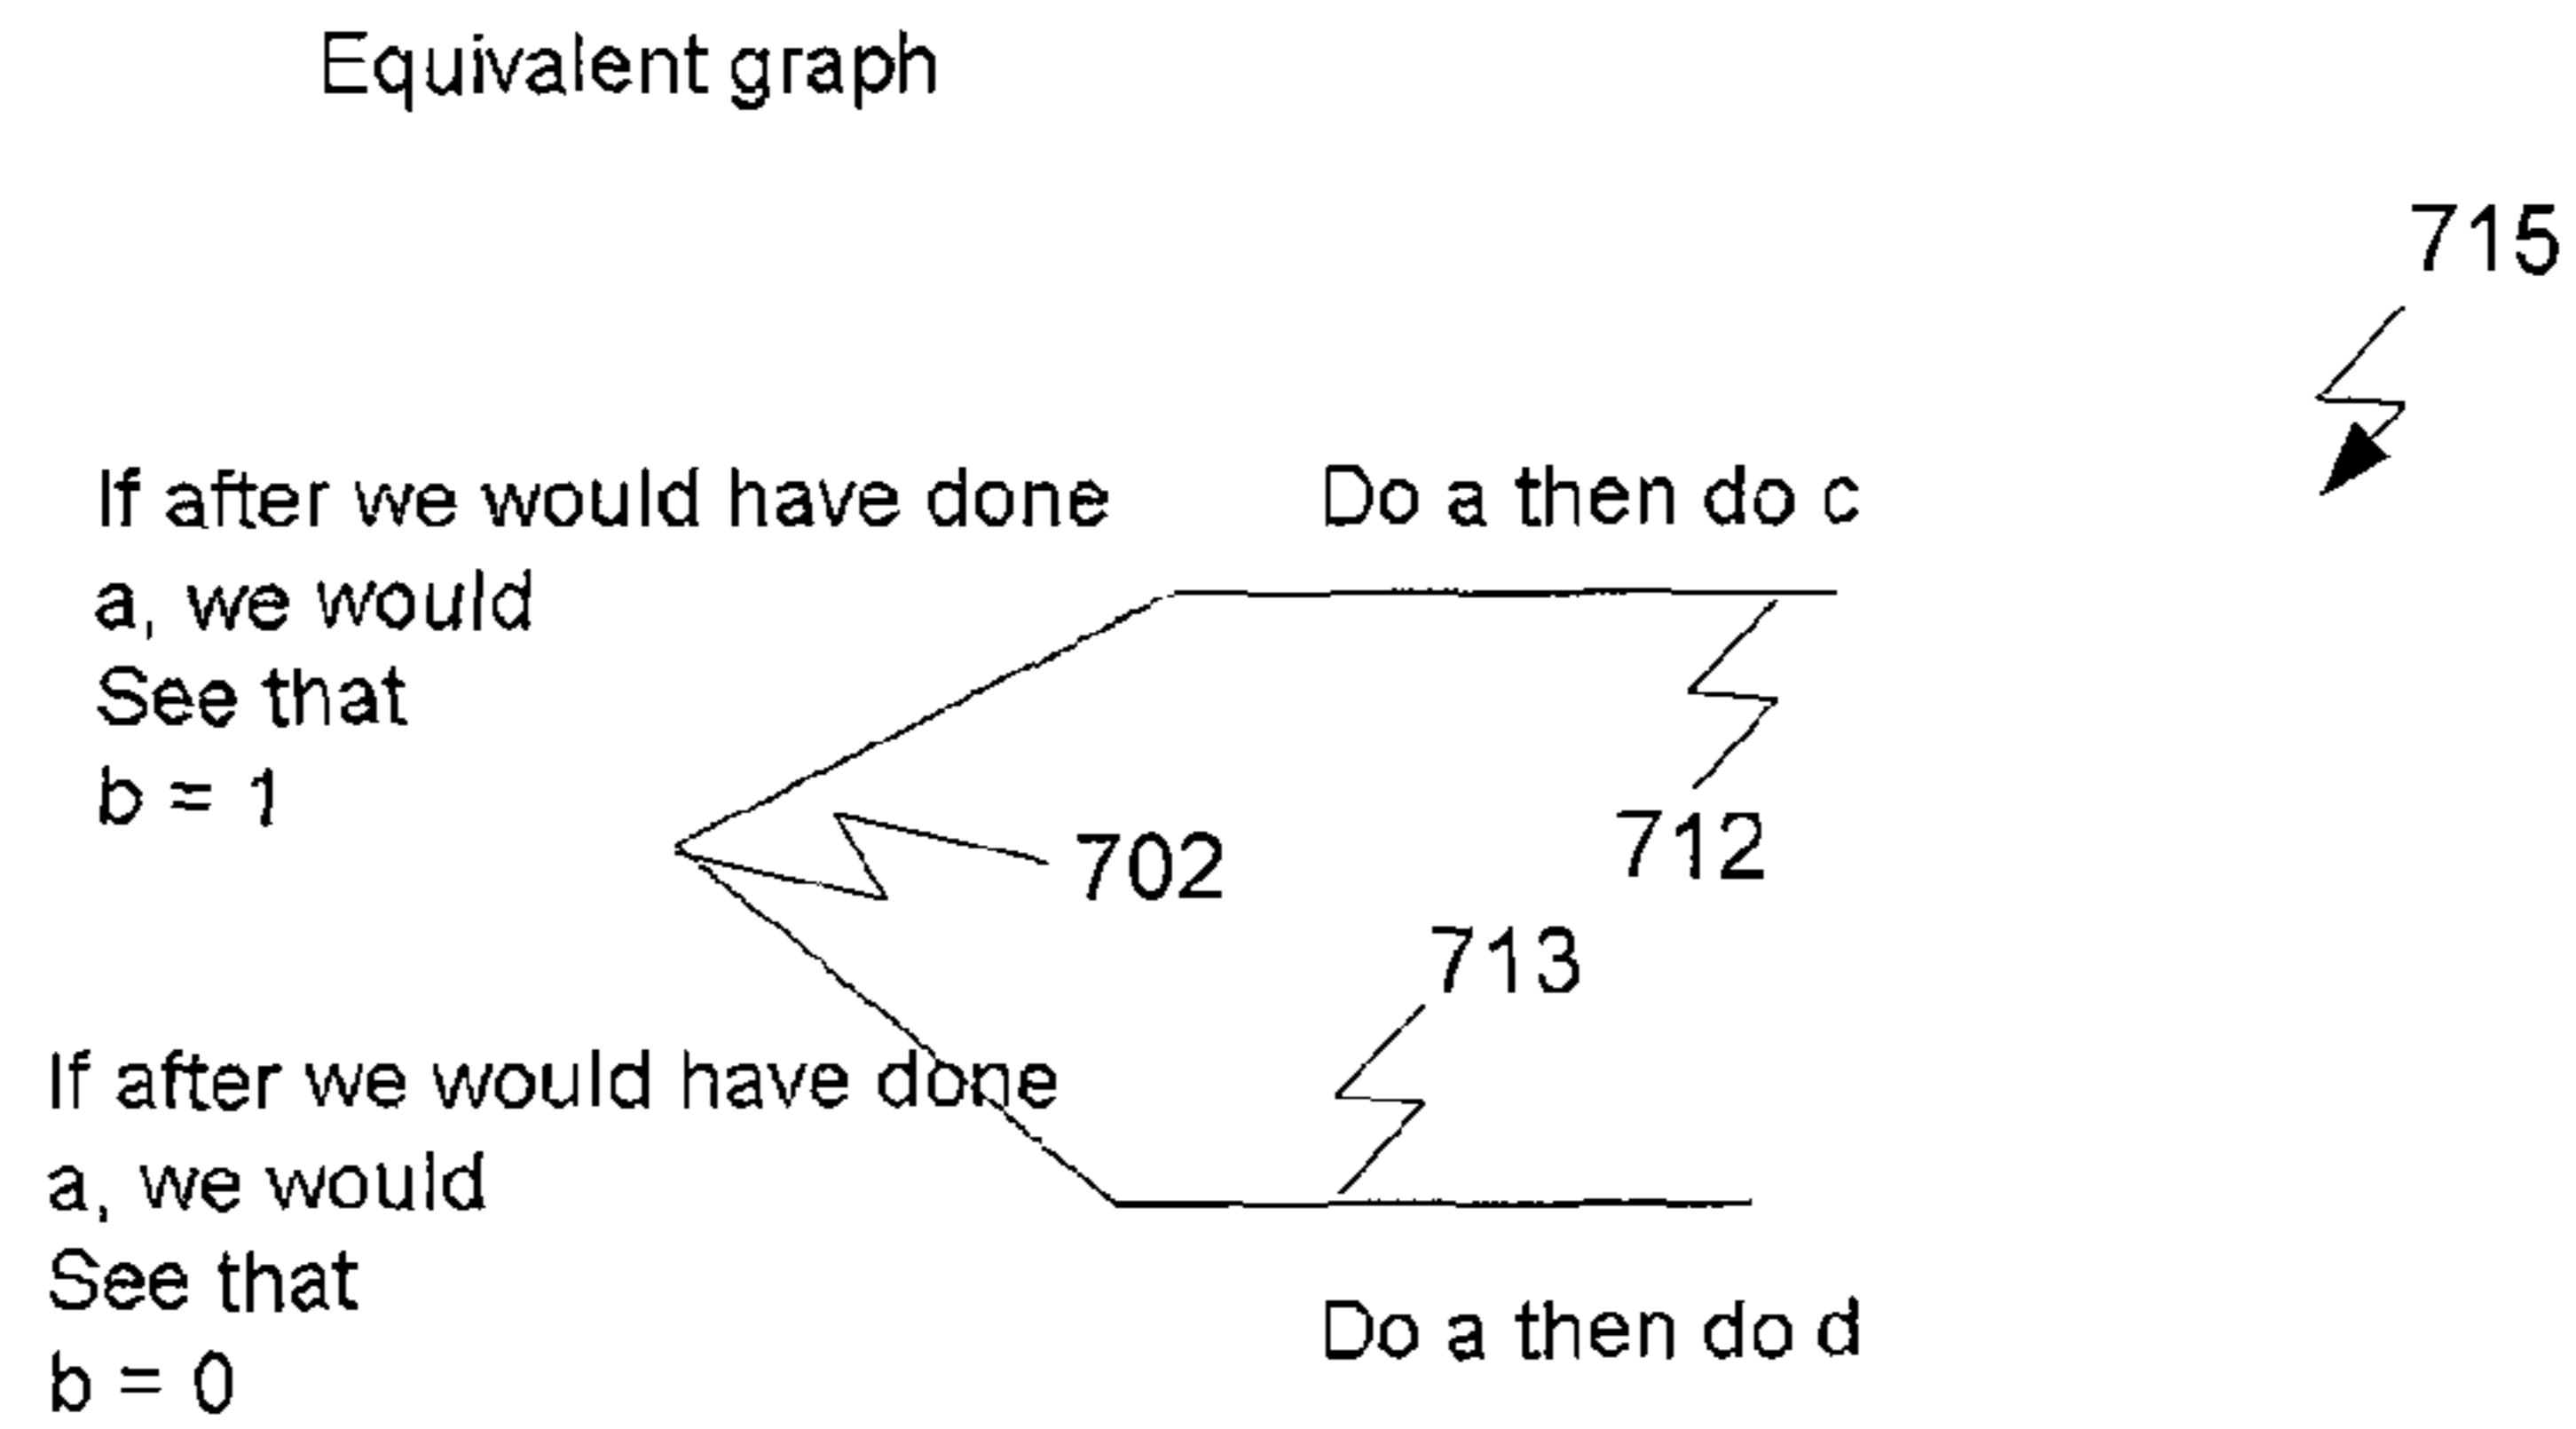 Equivalent graph
715
If after we would have done
a, we would
See that
b = 1
Do a then do c
702
712
713
If after we would have done
a, we would
See that
b = 0
Do a then do d